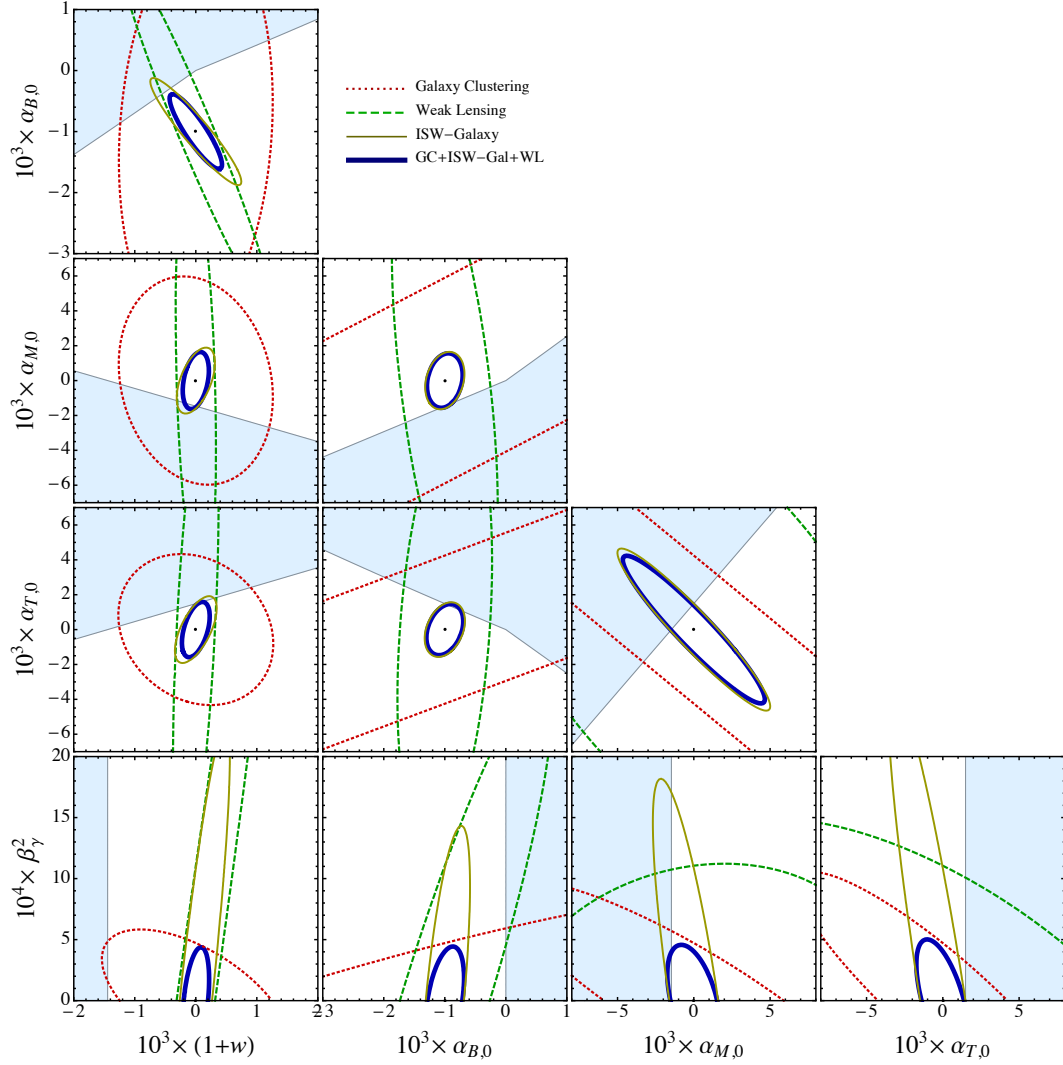 1
0
-1
-2
-3
10³ × α_{B,0}
Galaxy Clustering
Weak Lensing
ISW−Galaxy
GC+ISW−Gal+WL
6
4
2
0
-2
-4
-6
10³ × α_{M,0}
6
4
2
0
-2
-4
-6
10³ × α_{T,0}
20
15
10
5
0
10⁴ × β_γ²
-2 -1 0 1 2
-3 -2 -1 0 1
-5 0 5
-5 0 5
10³ × (1+w)
10³ × α_{B,0}
10³ × α_{M,0}
10³ × α_{T,0}